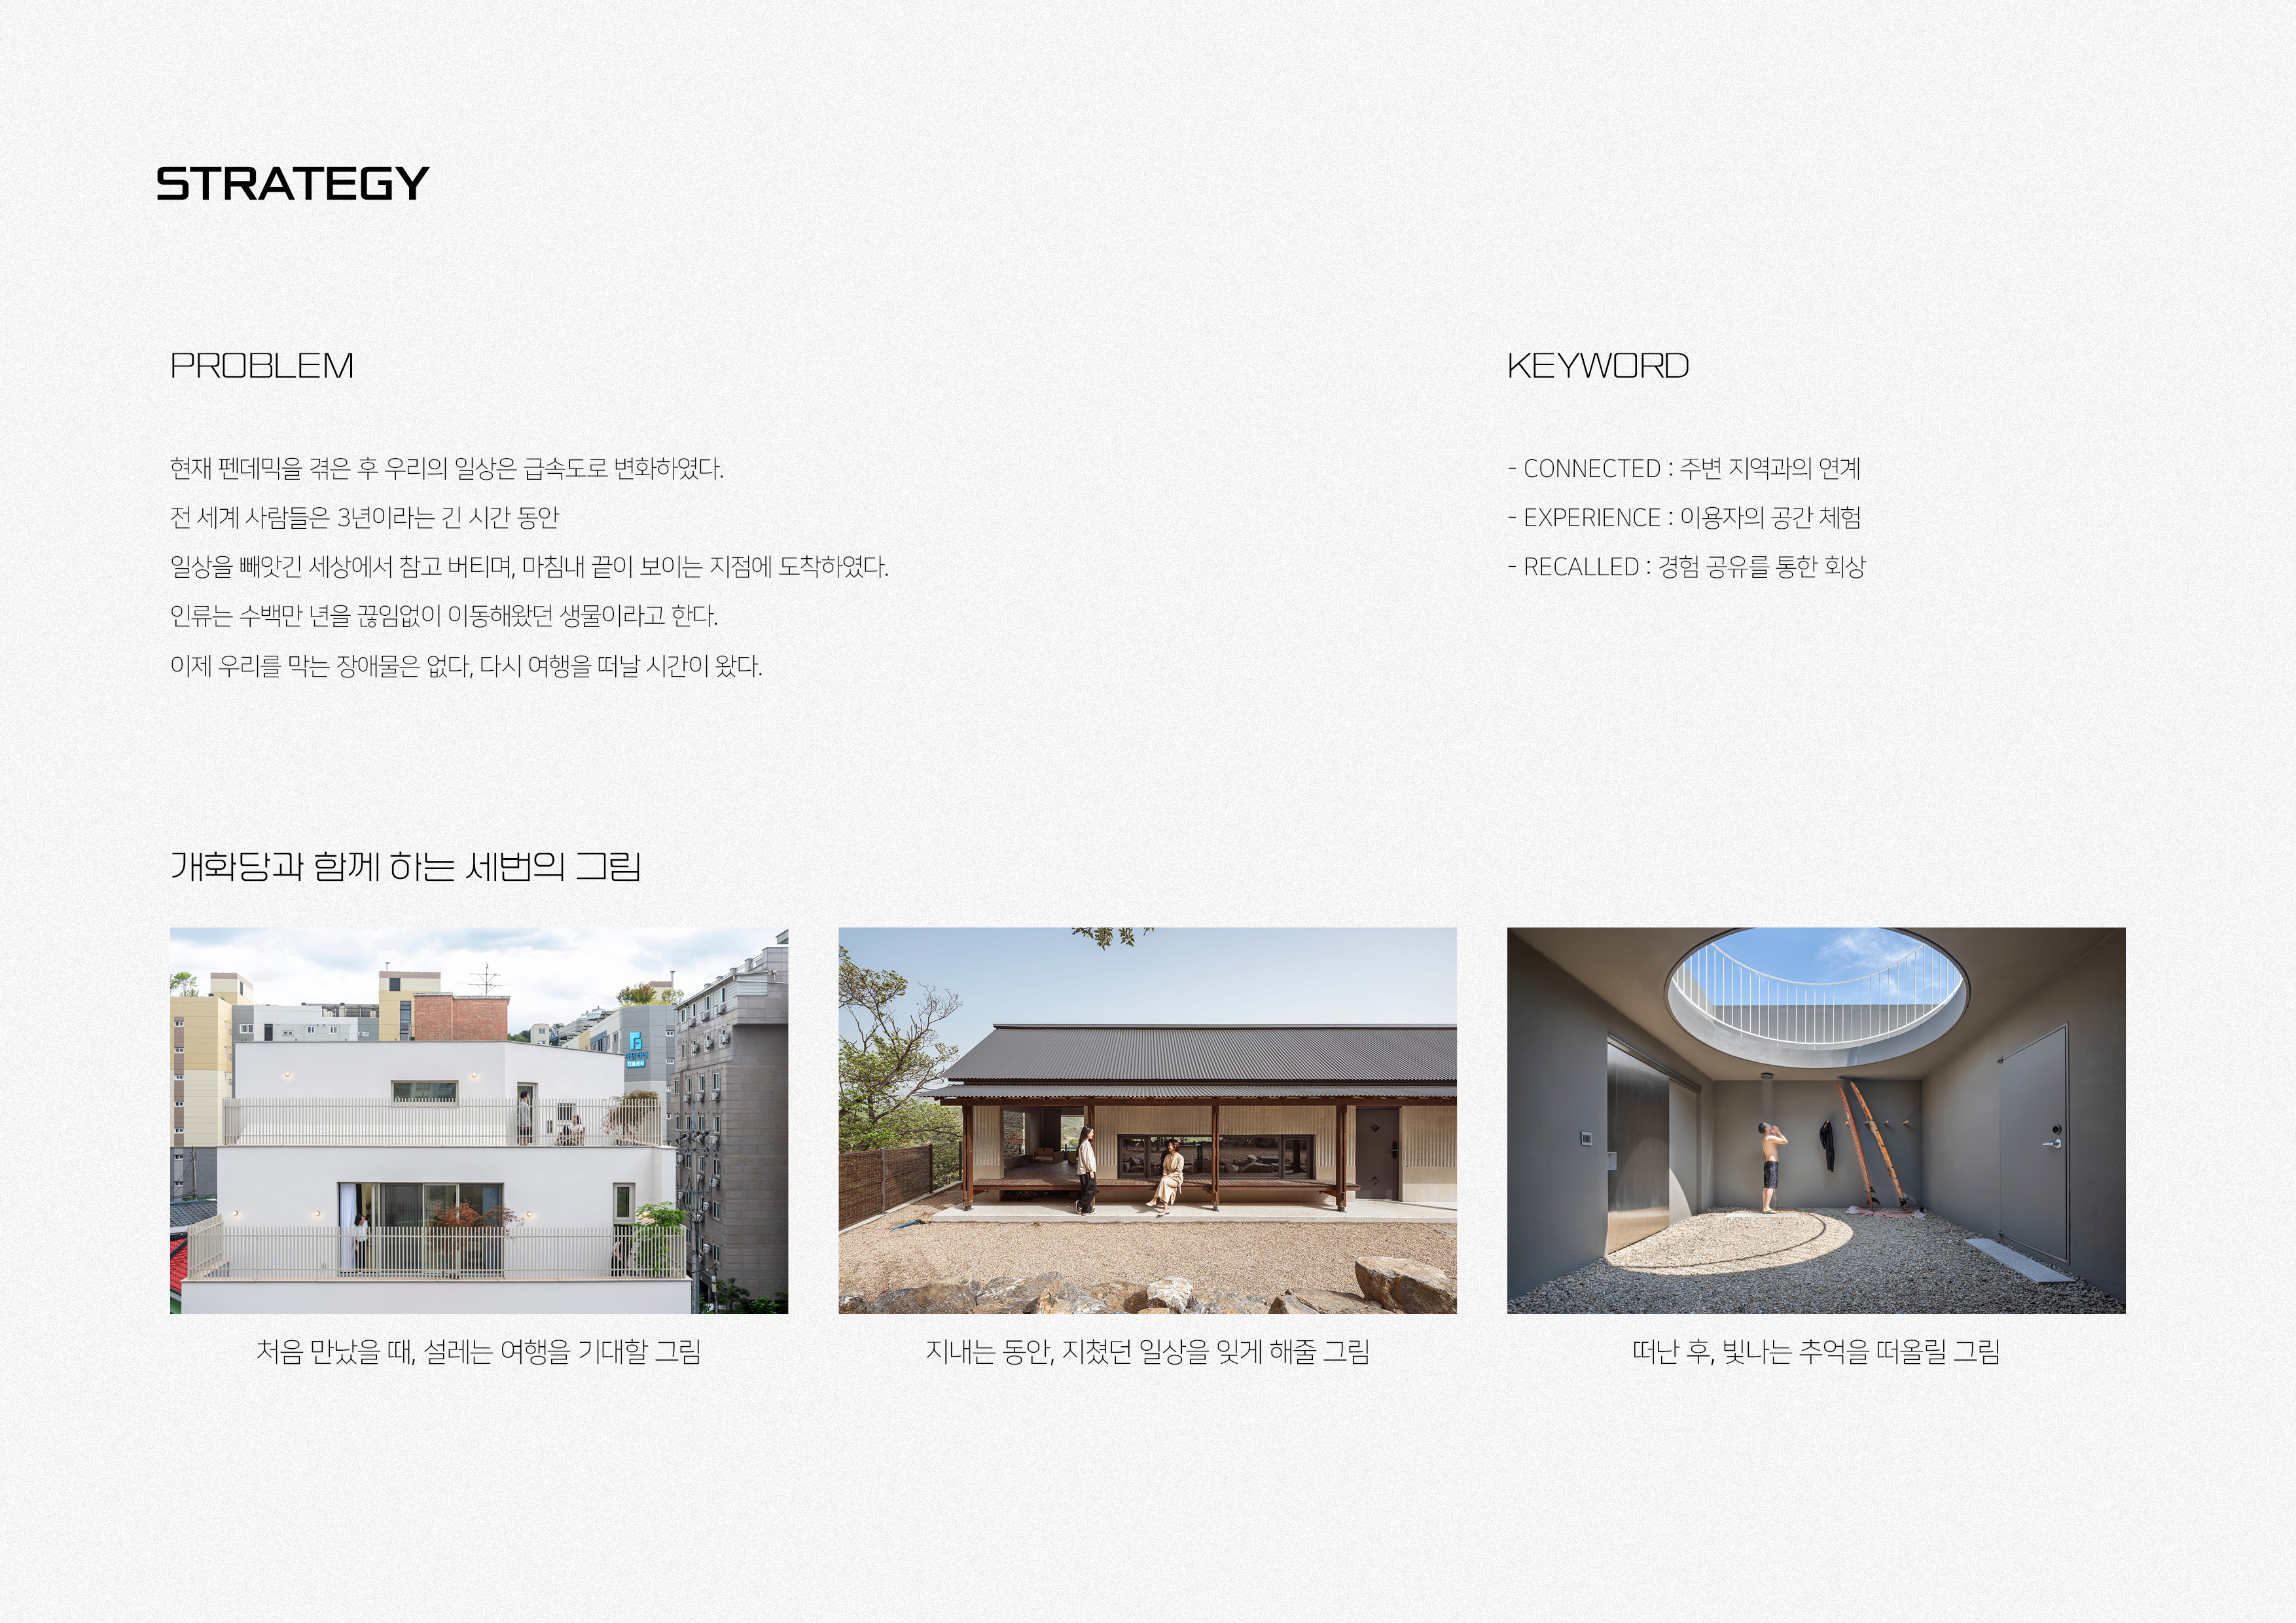 STRATEGY
PROBLEM
현재 펜데믹을 겪은 후 우리의 일상은 급속도로 변화하였다.
전 세계 사람들은 3년이라는 긴 시간 동안
일상을 빼앗긴 세상에서 참고 버티며, 마침내 끝이 보이는 지점에 도착하였다.
인류는 수백만 년을 끊임없이 이동해왔던 생물이라고 한다.
이제 우리를 막는 장애물은 없다, 다시 여행을 떠날 시간이 왔다.
KEYWORD
- CONNECTED : 주변 지역과의 연계
- EXPERIENCE : 이용자의 공간 체험
- RECALLED : 경험 공유를 통한 회상
개화당과 함께 하는 세번의 그림
처음 만났을 때, 설레는 여행을 기대할 그림
지내는 동안, 지쳤던 일상을 잊게 해줄 그림
떠난 후, 빛나는 추억을 떠올릴 그림